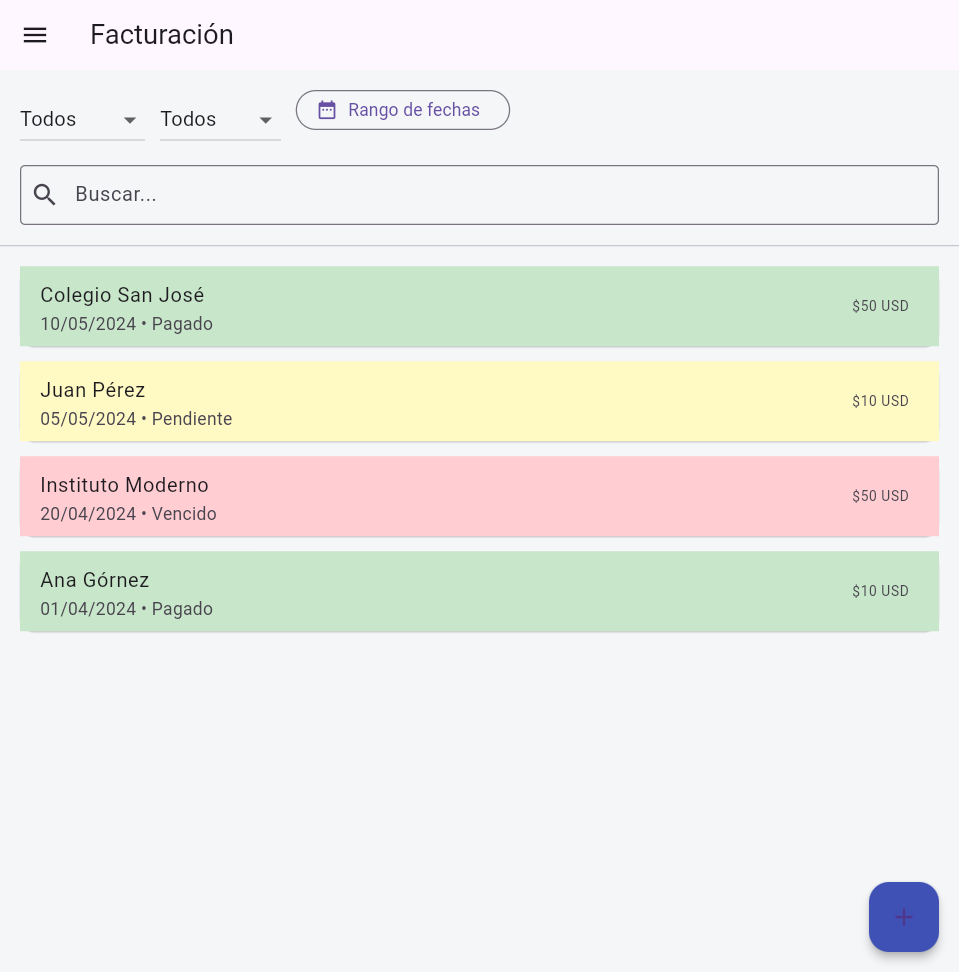 Facturación
Todos
Todos
Rango de fechas
Buscar...
Colegio San José
10/05/2024 • Pagado
$50 USD
Juan Pérez
05/05/2024 • Pendiente
$10 USD
Instituto Moderno
20/04/2024 • Vencido
$50 USD
Ana Górnez
01/04/2024 • Pagado
$10 USD